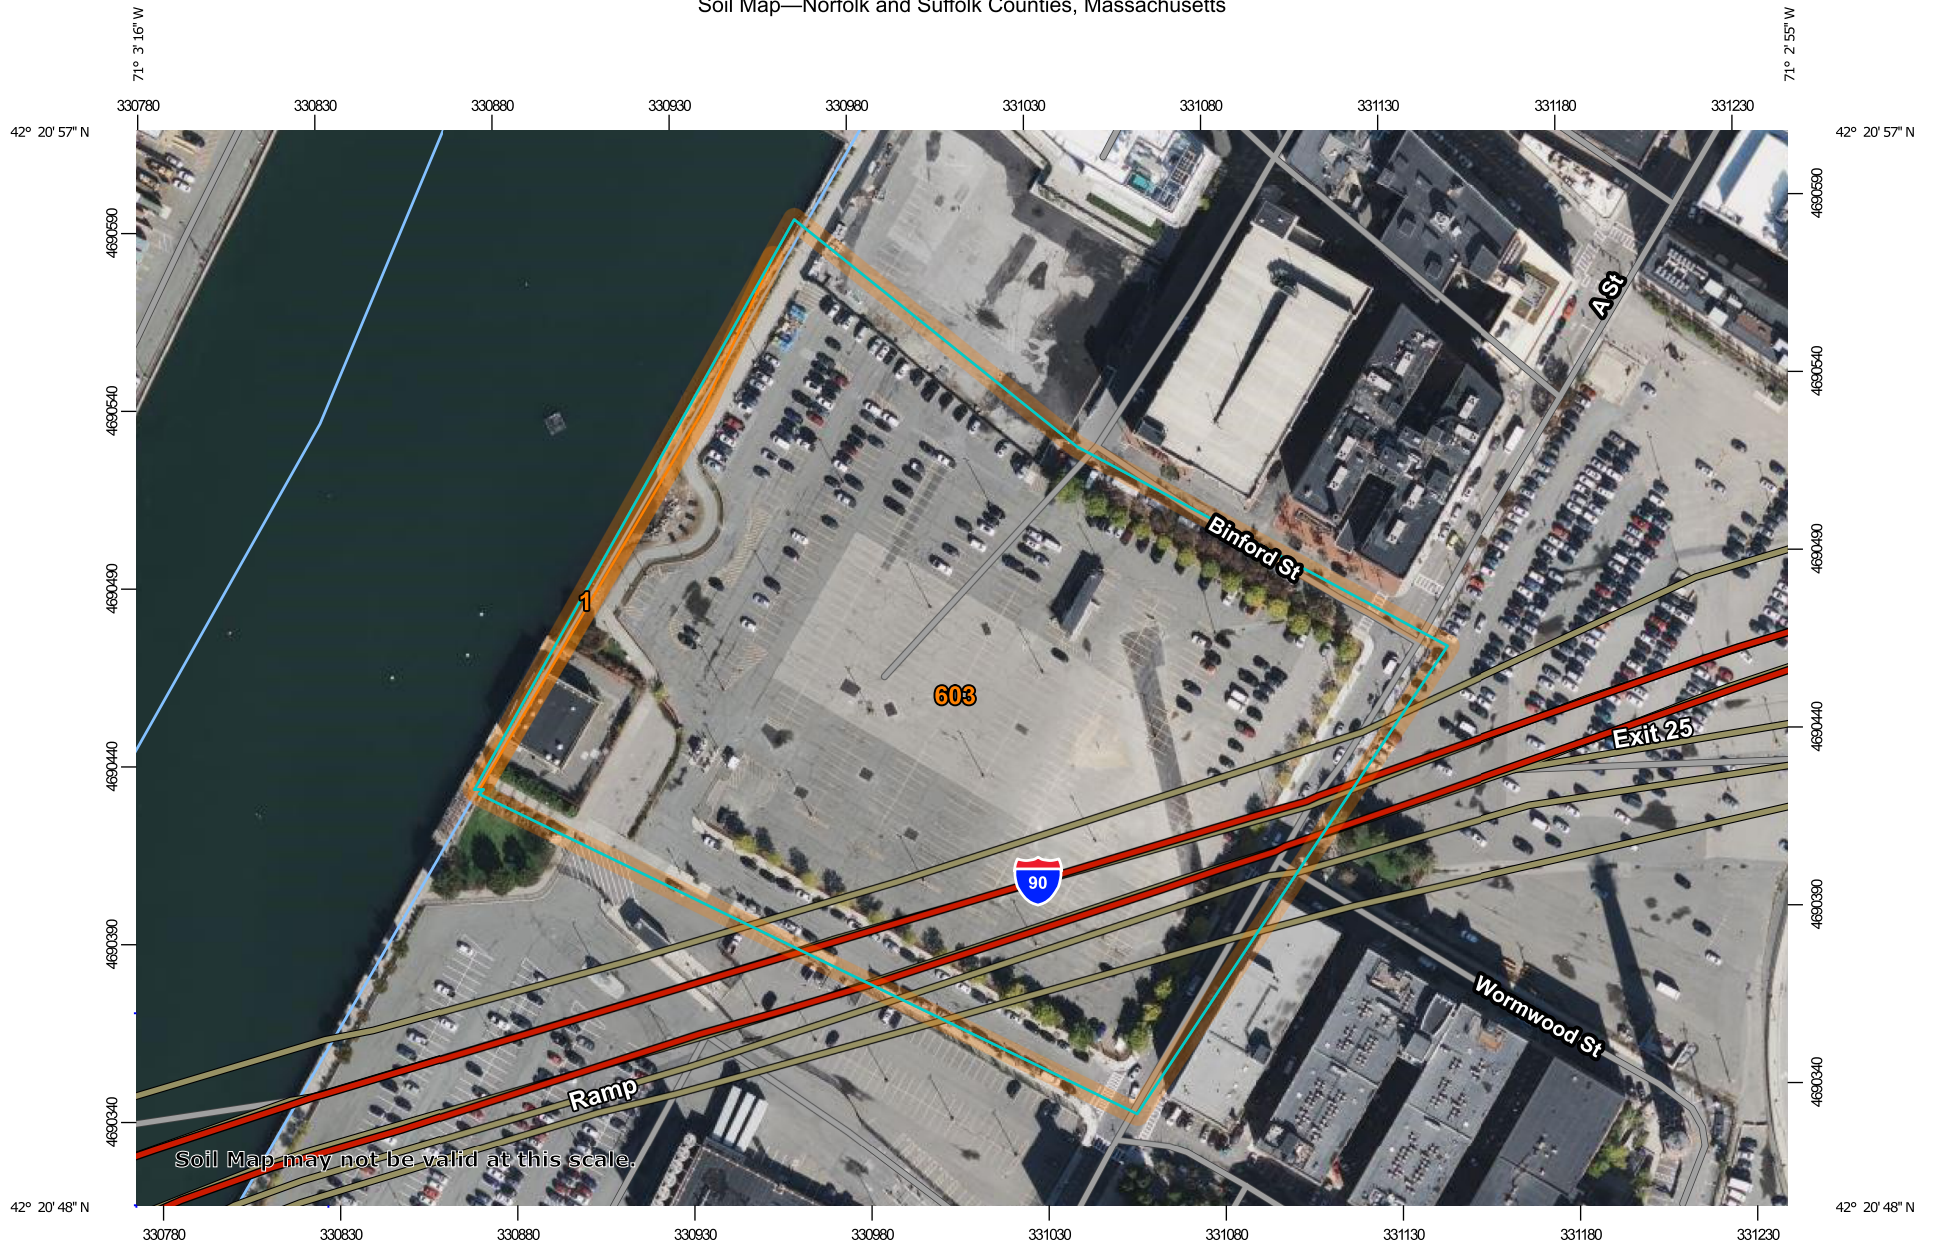 Soil Map—Norfolk and Suffolk Counties, Massachusetts
71° 3' 16" W
71° 2' 55" W
330780 330830 330880 330930 330980 331030 331080 331130 331180 331230
42° 20' 57" N
42° 20' 57" N
4690590
4690590
A St
4690540
4690540
Binford St
4690490
4690490
1
603
Exit 25
4690440
4690440
90
4690390
4690390
Wormwood St
Ramp
4690340
4690340
Soil Map may not be valid at this scale.
42° 20' 48" N
42° 20' 48" N
330780 330830 330880 330930 330980 331030 331080 331130 331180 331230